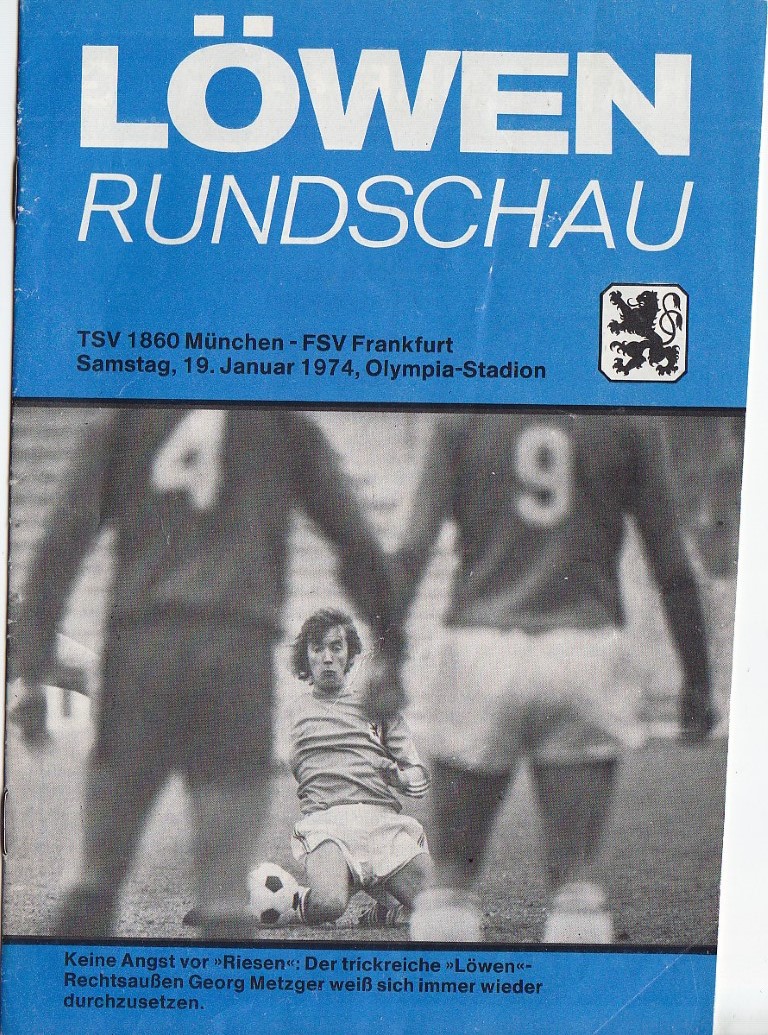 LÖWEN
RUNDSCHAU
TSV 1860 München - FSV Frankfurt
Samstag, 19. Januar 1974, Olympia-Stadion
4
9
Keine Angst vor »Riesen«: Der trickreiche »Löwen«-
Rechtsaußen Georg Metzger weiß sich immer wieder
durchzusetzen.